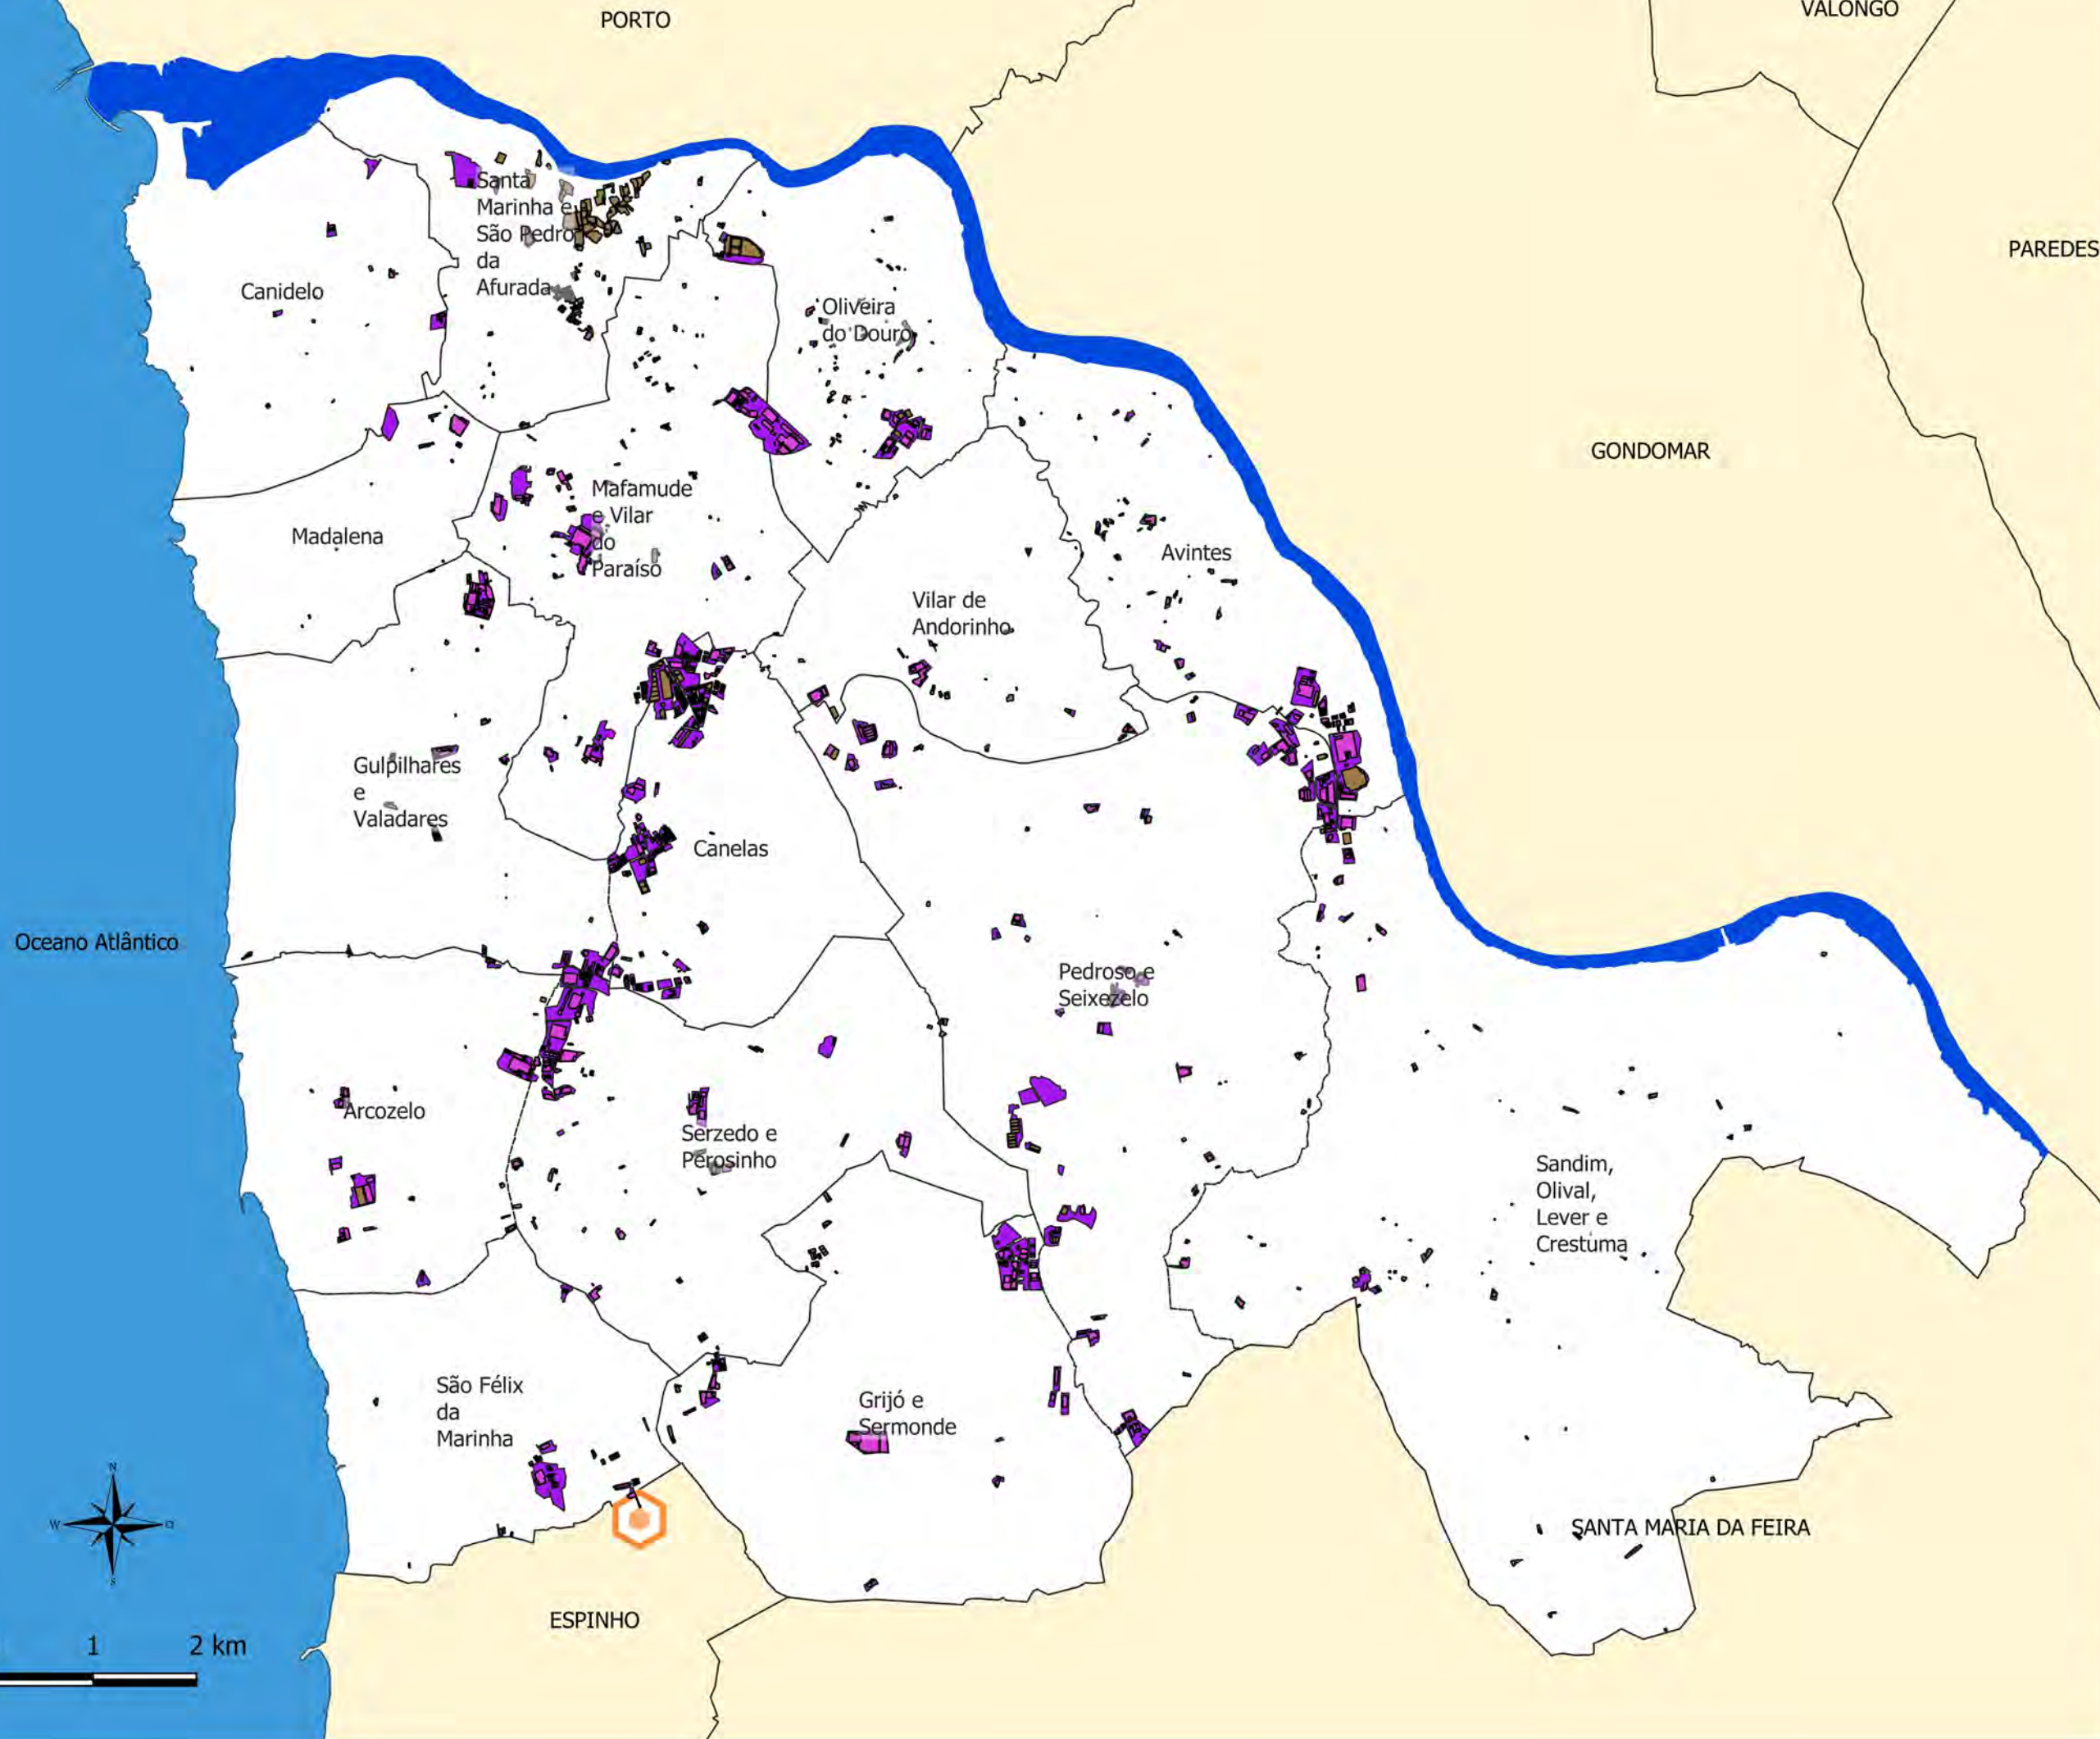 PORTO
VALONGO
PAREDES
Santa
Marinha e
São Pedro
da
Afurada
Canidelo
Oliveira
do Douro
GONDOMAR
Mafamude
e Vilar
do
Paraíso
Madalena
Avintes
Vilar de
Andorinho
Gulpilhares
e
Valadares
Canelas
Oceano Atlântico
Pedroso e
Seixezelo
Arcozelo
Serzedo e
Perosinho
Sandim,
Olival,
Lever e
Crestuma
São Félix
da
Marinha
Grijó e
Sermonde
N
W
S
SANTA MARIA DA FEIRA
ESPINHO
1 2 km